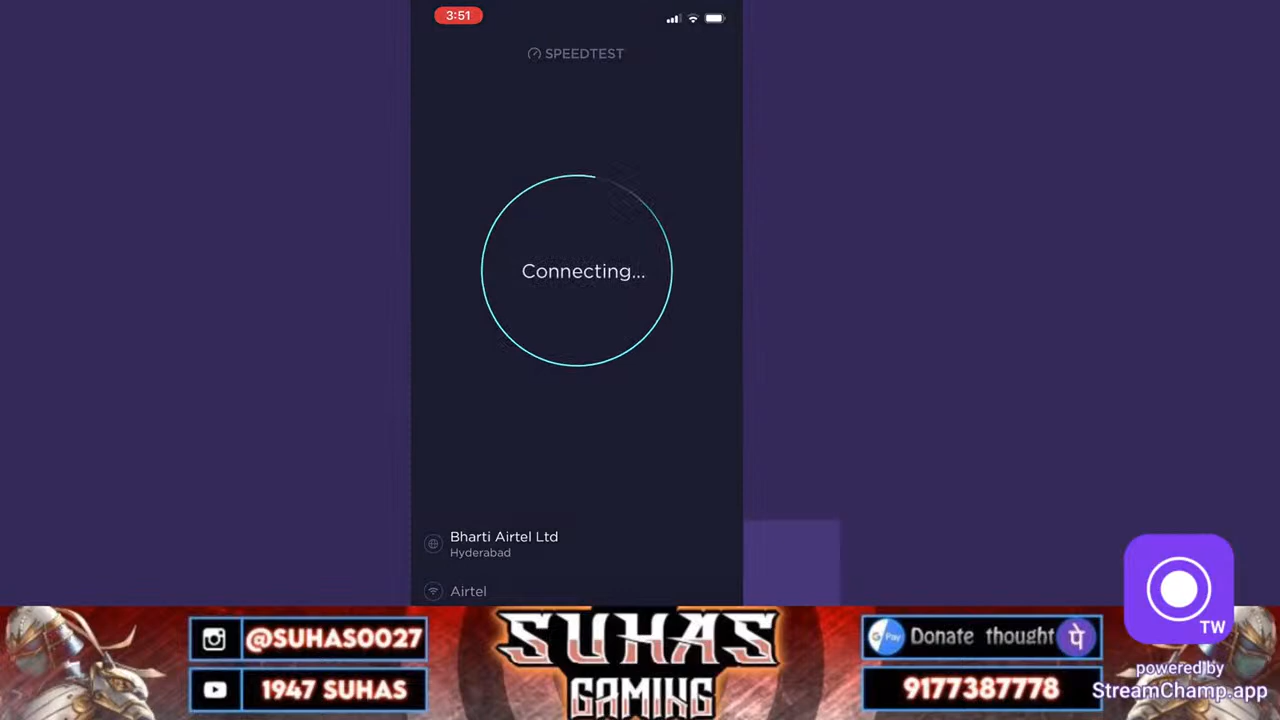 3:51
SPEEDTEST
Connecting...
Bharti Airtel Ltd
Hyderabad
Airtel
@SUHAS0027
1947 SUHAS
SUHAS
GAMING
G Pay
Donate thought
पे
9177387778
TW
powered by
StreamChamp.app